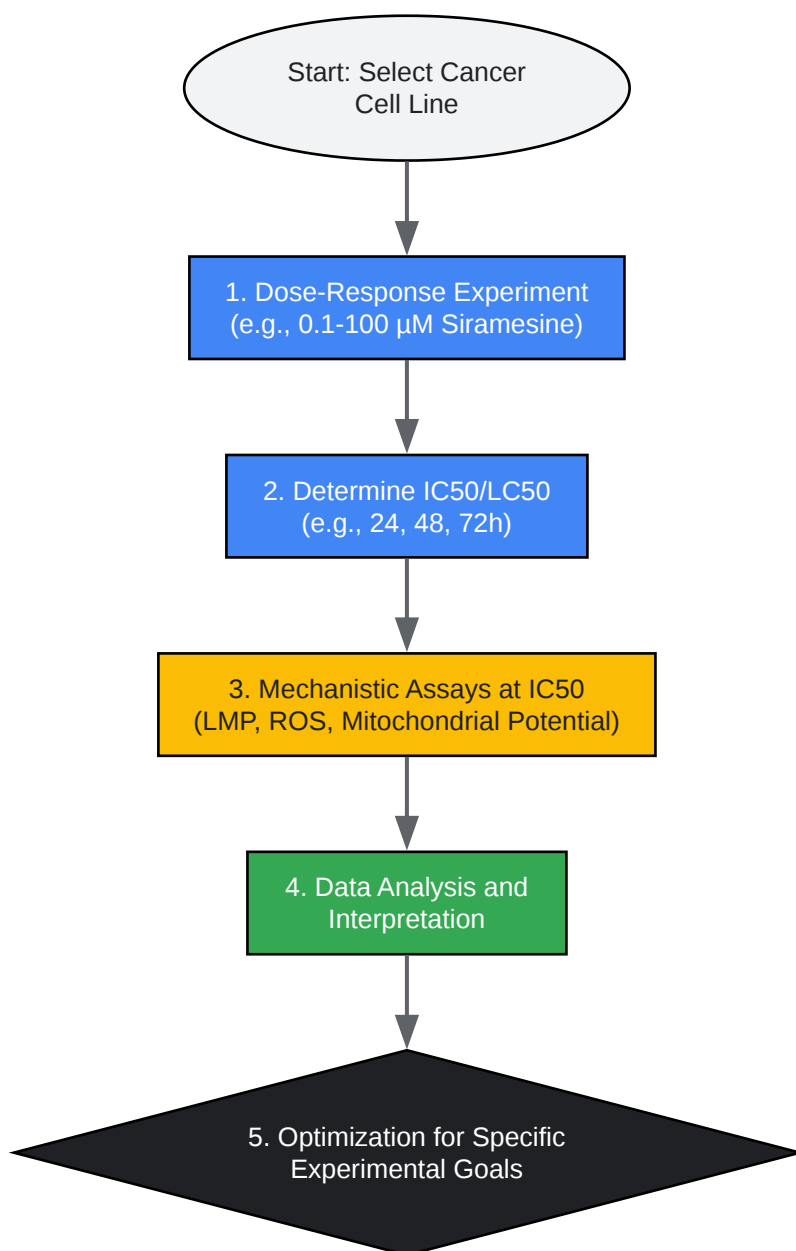 Start: Select Cancer
Cell Line
1. Dose-Response Experiment
(e.g., 0.1-100 µM Siramesine)
2. Determine IC50/LC50
(e.g., 24, 48, 72h)
3. Mechanistic Assays at IC50
(LMP, ROS, Mitochondrial Potential)
4. Data Analysis and
Interpretation
5. Optimization for Specific
Experimental Goals